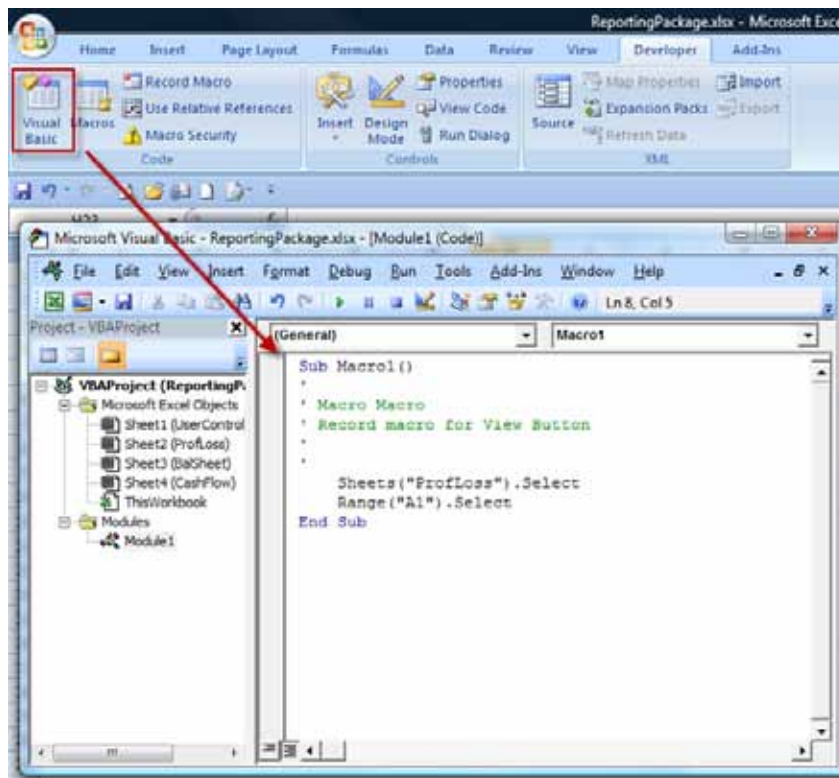 ReportingPackage.xlsx - Microsoft Exce
Home Insert Page Layout Formulas Data Review View Developer Add-Ins
Visual Basic
Macros
Record Macro
Use Relative References
Macro Security
Code
Insert
Design Mode
Properties
View Code
Run Dialog
Controls
Source
Map Properties
Expansion Packs
Refresh Data
Import
Export
XML
H23
Microsoft Visual Basic - ReportingPackage.xlsx - [Module1 (Code)]
File Edit View Insert Format Debug Run Tools Add-Ins Window Help
Ln 8, Col 5
Project - VBAProject
(General) Macro1
VBAProject (ReportingPa
Microsoft Excel Objects
Sheet1 (UserControl
Sheet2 (ProfLoss)
Sheet3 (BalSheet)
Sheet4 (CashFlow)
ThisWorkbook
Modules
Module1
Sub Macro1()
'
' Macro Macro
' Record macro for View Button
'
'
Sheets("ProfLoss").Select
Range("A1").Select
End Sub